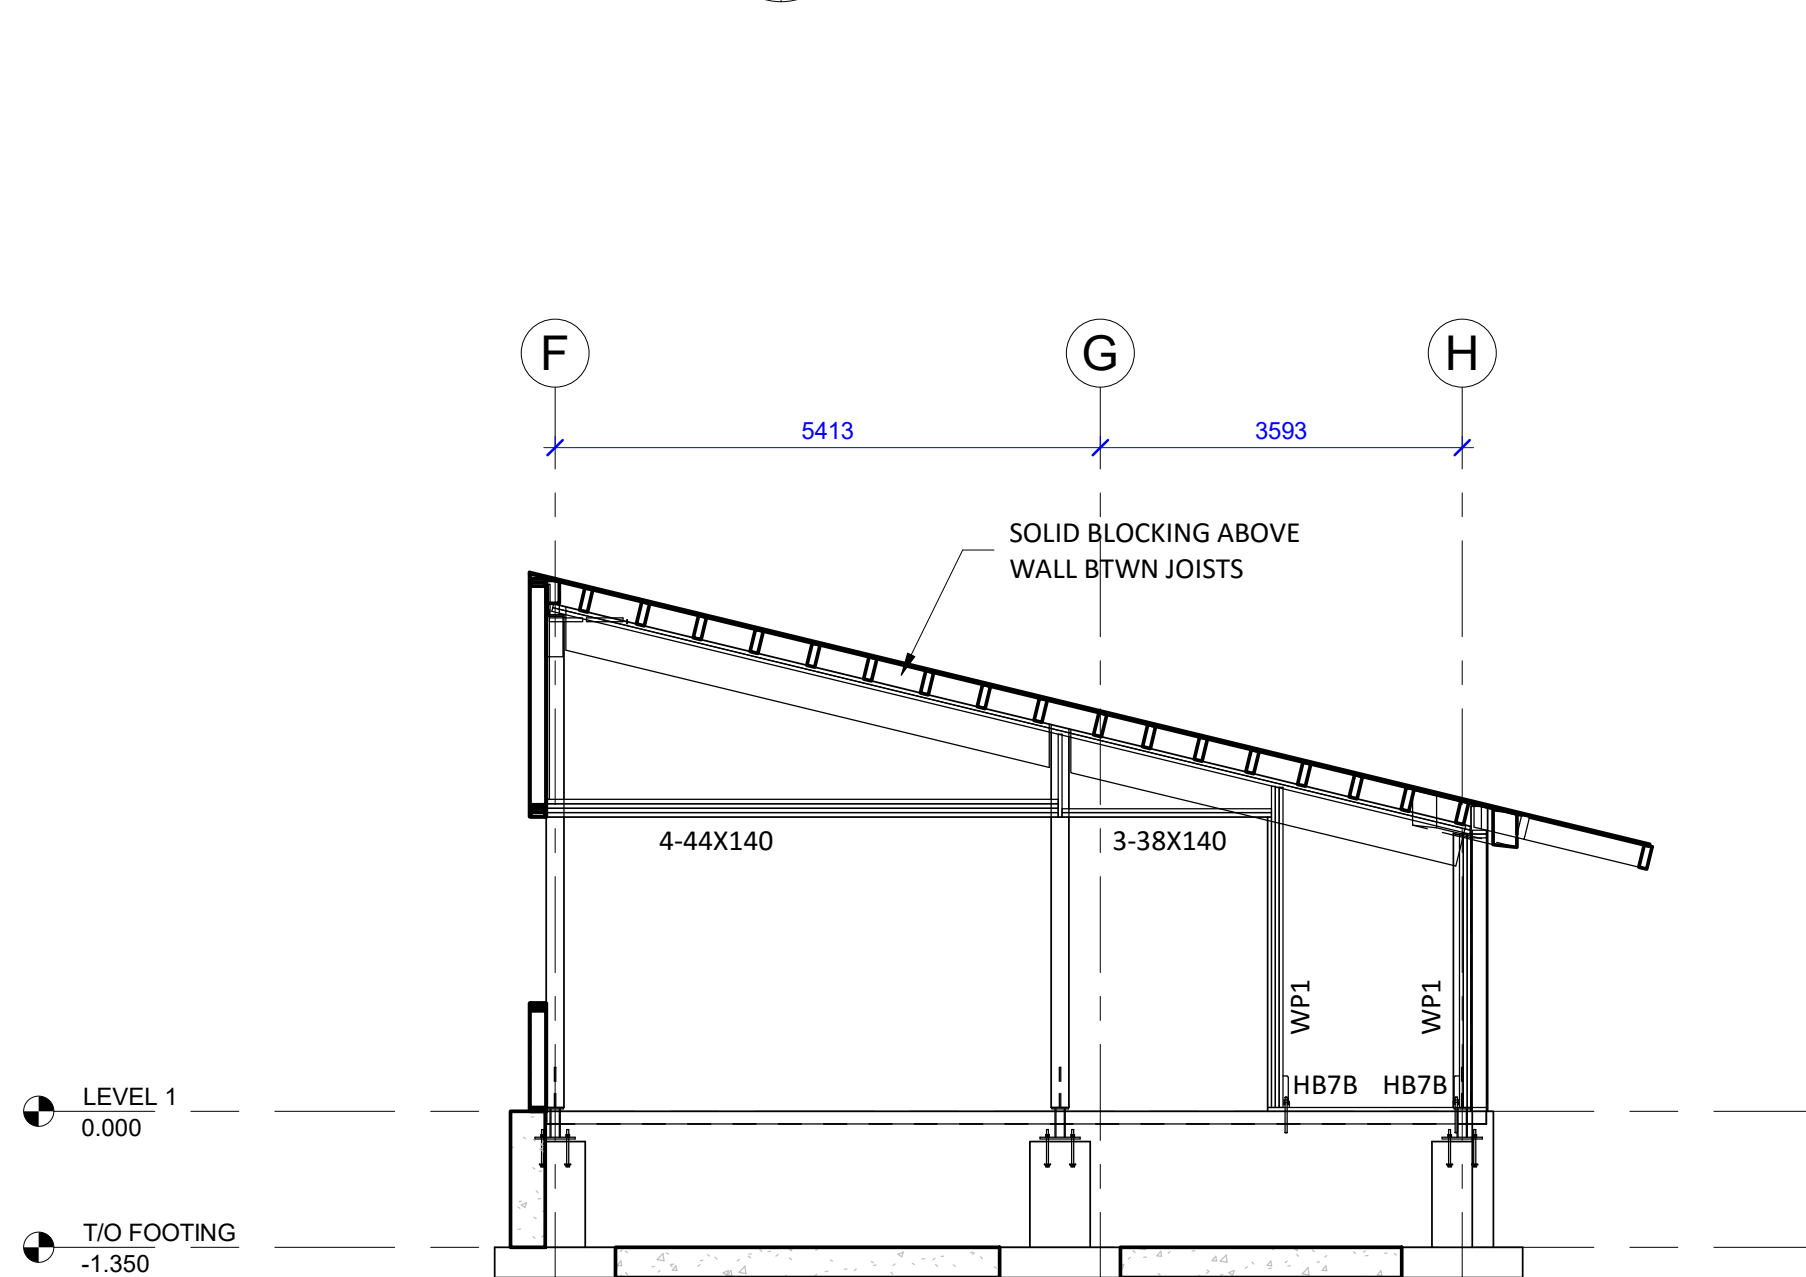 F
G
H
5413
3593
SOLID BLOCKING ABOVE
WALL BTWN JOISTS
4-44X140
3-38X140
WP1
WP1
HB7B
HB7B
LEVEL 1
0.000
T/O FOOTING
-1.350